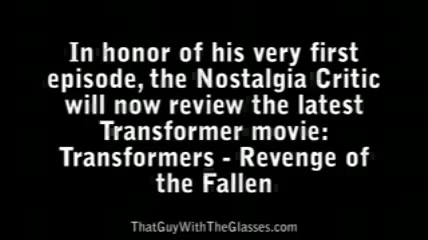 In honor of his very first
episode, the Nostalgia Critic
will now review the latest
Transformer movie:
Transformers - Revenge of
the Fallen
ThatGuyWithTheGlasses.com